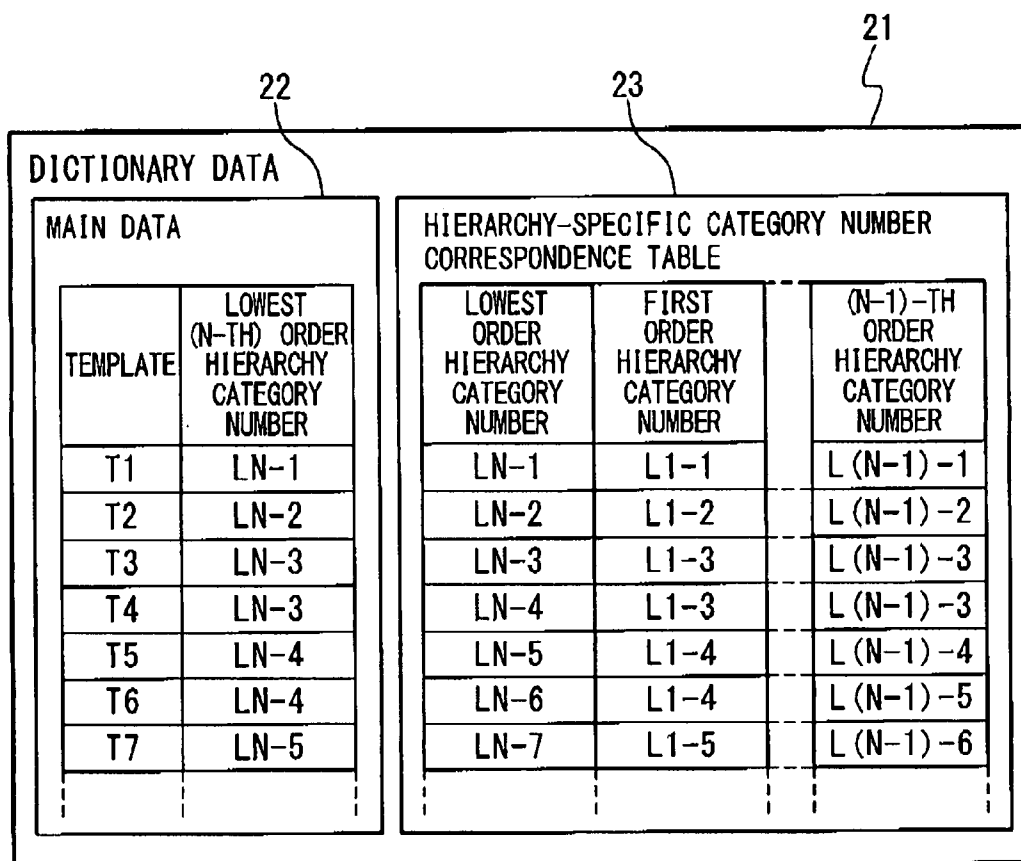 21
22
23
DICTIONARY DATA
MAIN DATA
TEMPLATE
LOWEST
(N-TH) ORDER
HIERARCHY
CATEGORY
NUMBER
T1 LN-1
T2 LN-2
T3 LN-3
T4 LN-3
T5 LN-4
T6 LN-4
T7 LN-5
HIERARCHY-SPECIFIC CATEGORY NUMBER
CORRESPONDENCE TABLE
LOWEST
ORDER
HIERARCHY
CATEGORY
NUMBER
FIRST
ORDER
HIERARCHY
CATEGORY
NUMBER
(N-1)-TH
ORDER
HIERARCHY
CATEGORY
NUMBER
LN-1 L1-1 L(N-1)-1
LN-2 L1-2 L(N-1)-2
LN-3 L1-3 L(N-1)-3
LN-4 L1-3 L(N-1)-3
LN-5 L1-4 L(N-1)-4
LN-6 L1-4 L(N-1)-5
LN-7 L1-5 L(N-1)-6